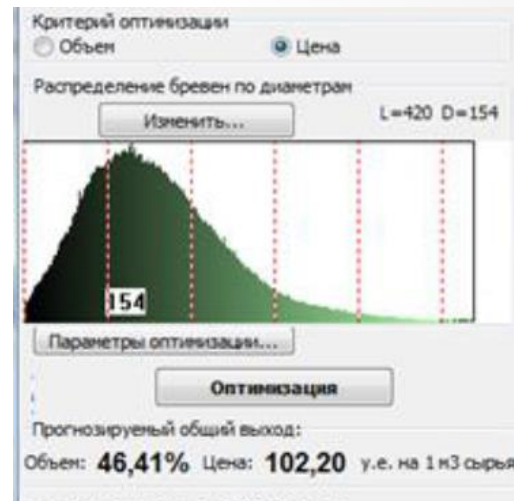 Критерий оптимизации
Объем Цена
Распределение бревен по диаметрам
Изменить... L=420 D=154
154
Параметры оптимизации...
Оптимизация
Прогнозируемый общий выход:
Объем: 46,41% Цена: 102,20 у.е. на 1 м3 сырья